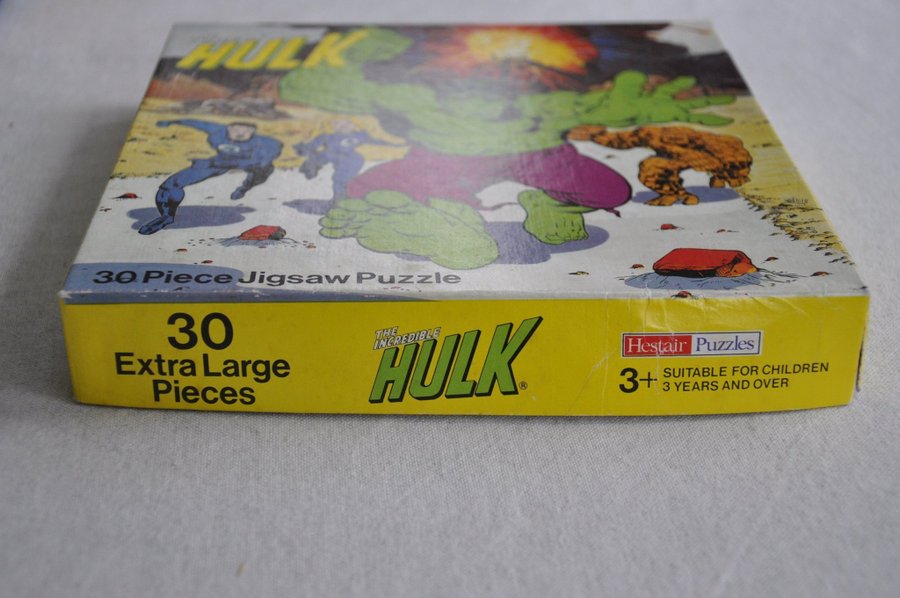 HULK
30 Piece Jigsaw Puzzle
30
Extra Large
Pieces
THE
INCREDIBLE
HULK®
Hestair Puzzles
3+
SUITABLE FOR CHILDREN
3 YEARS AND OVER